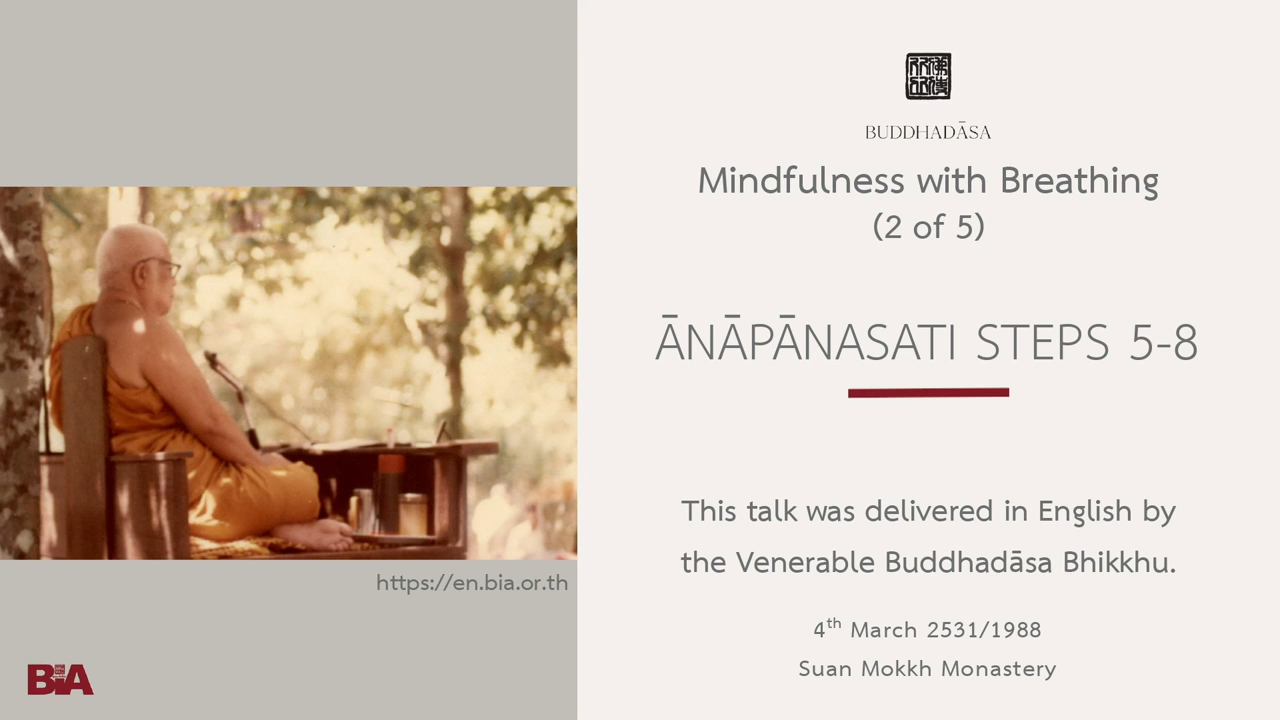 BUDDHADĀSA
Mindfulness with Breathing
(2 of 5)
ĀNĀPĀNASATI STEPS 5-8
This talk was delivered in English by
the Venerable Buddhadāsa Bhikkhu.
4th March 2531/1988
Suan Mokkh Monastery
https://en.bia.or.th
BIA